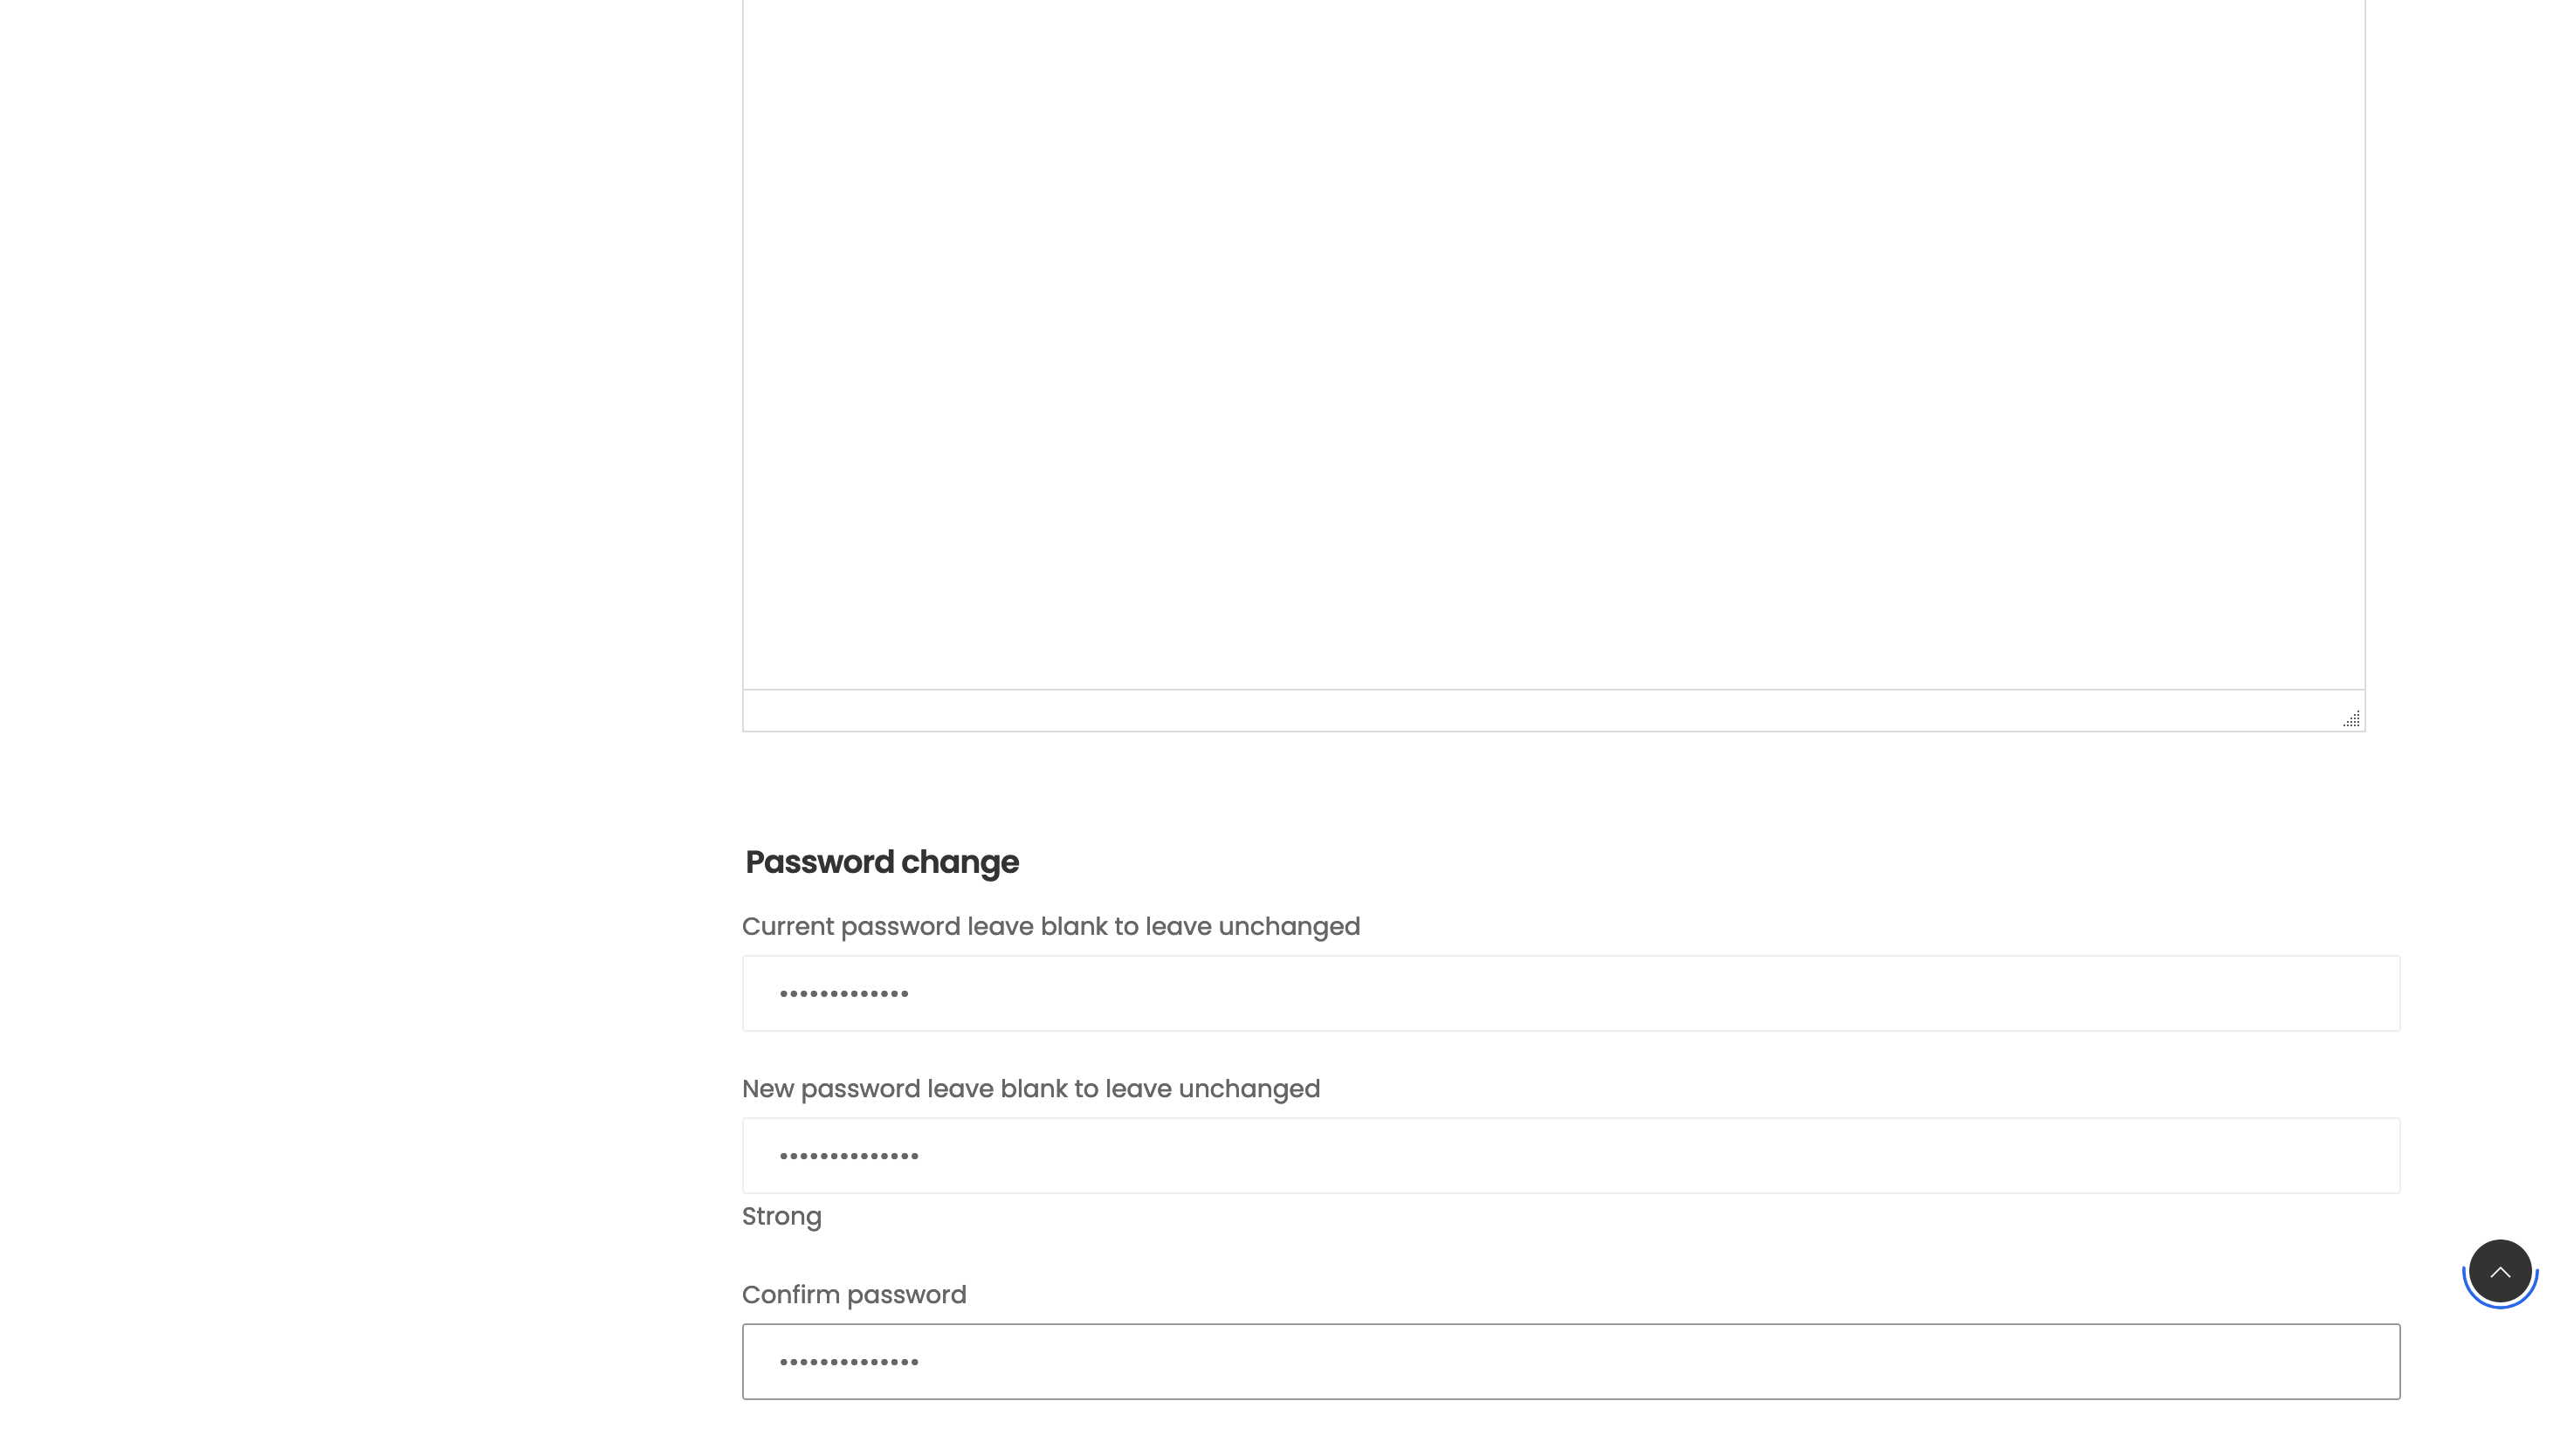 Password change
Current password leave blank to leave unchanged
•••••••••••••
New password leave blank to leave unchanged
••••••••••••••
Strong
Confirm password
••••••••••••••